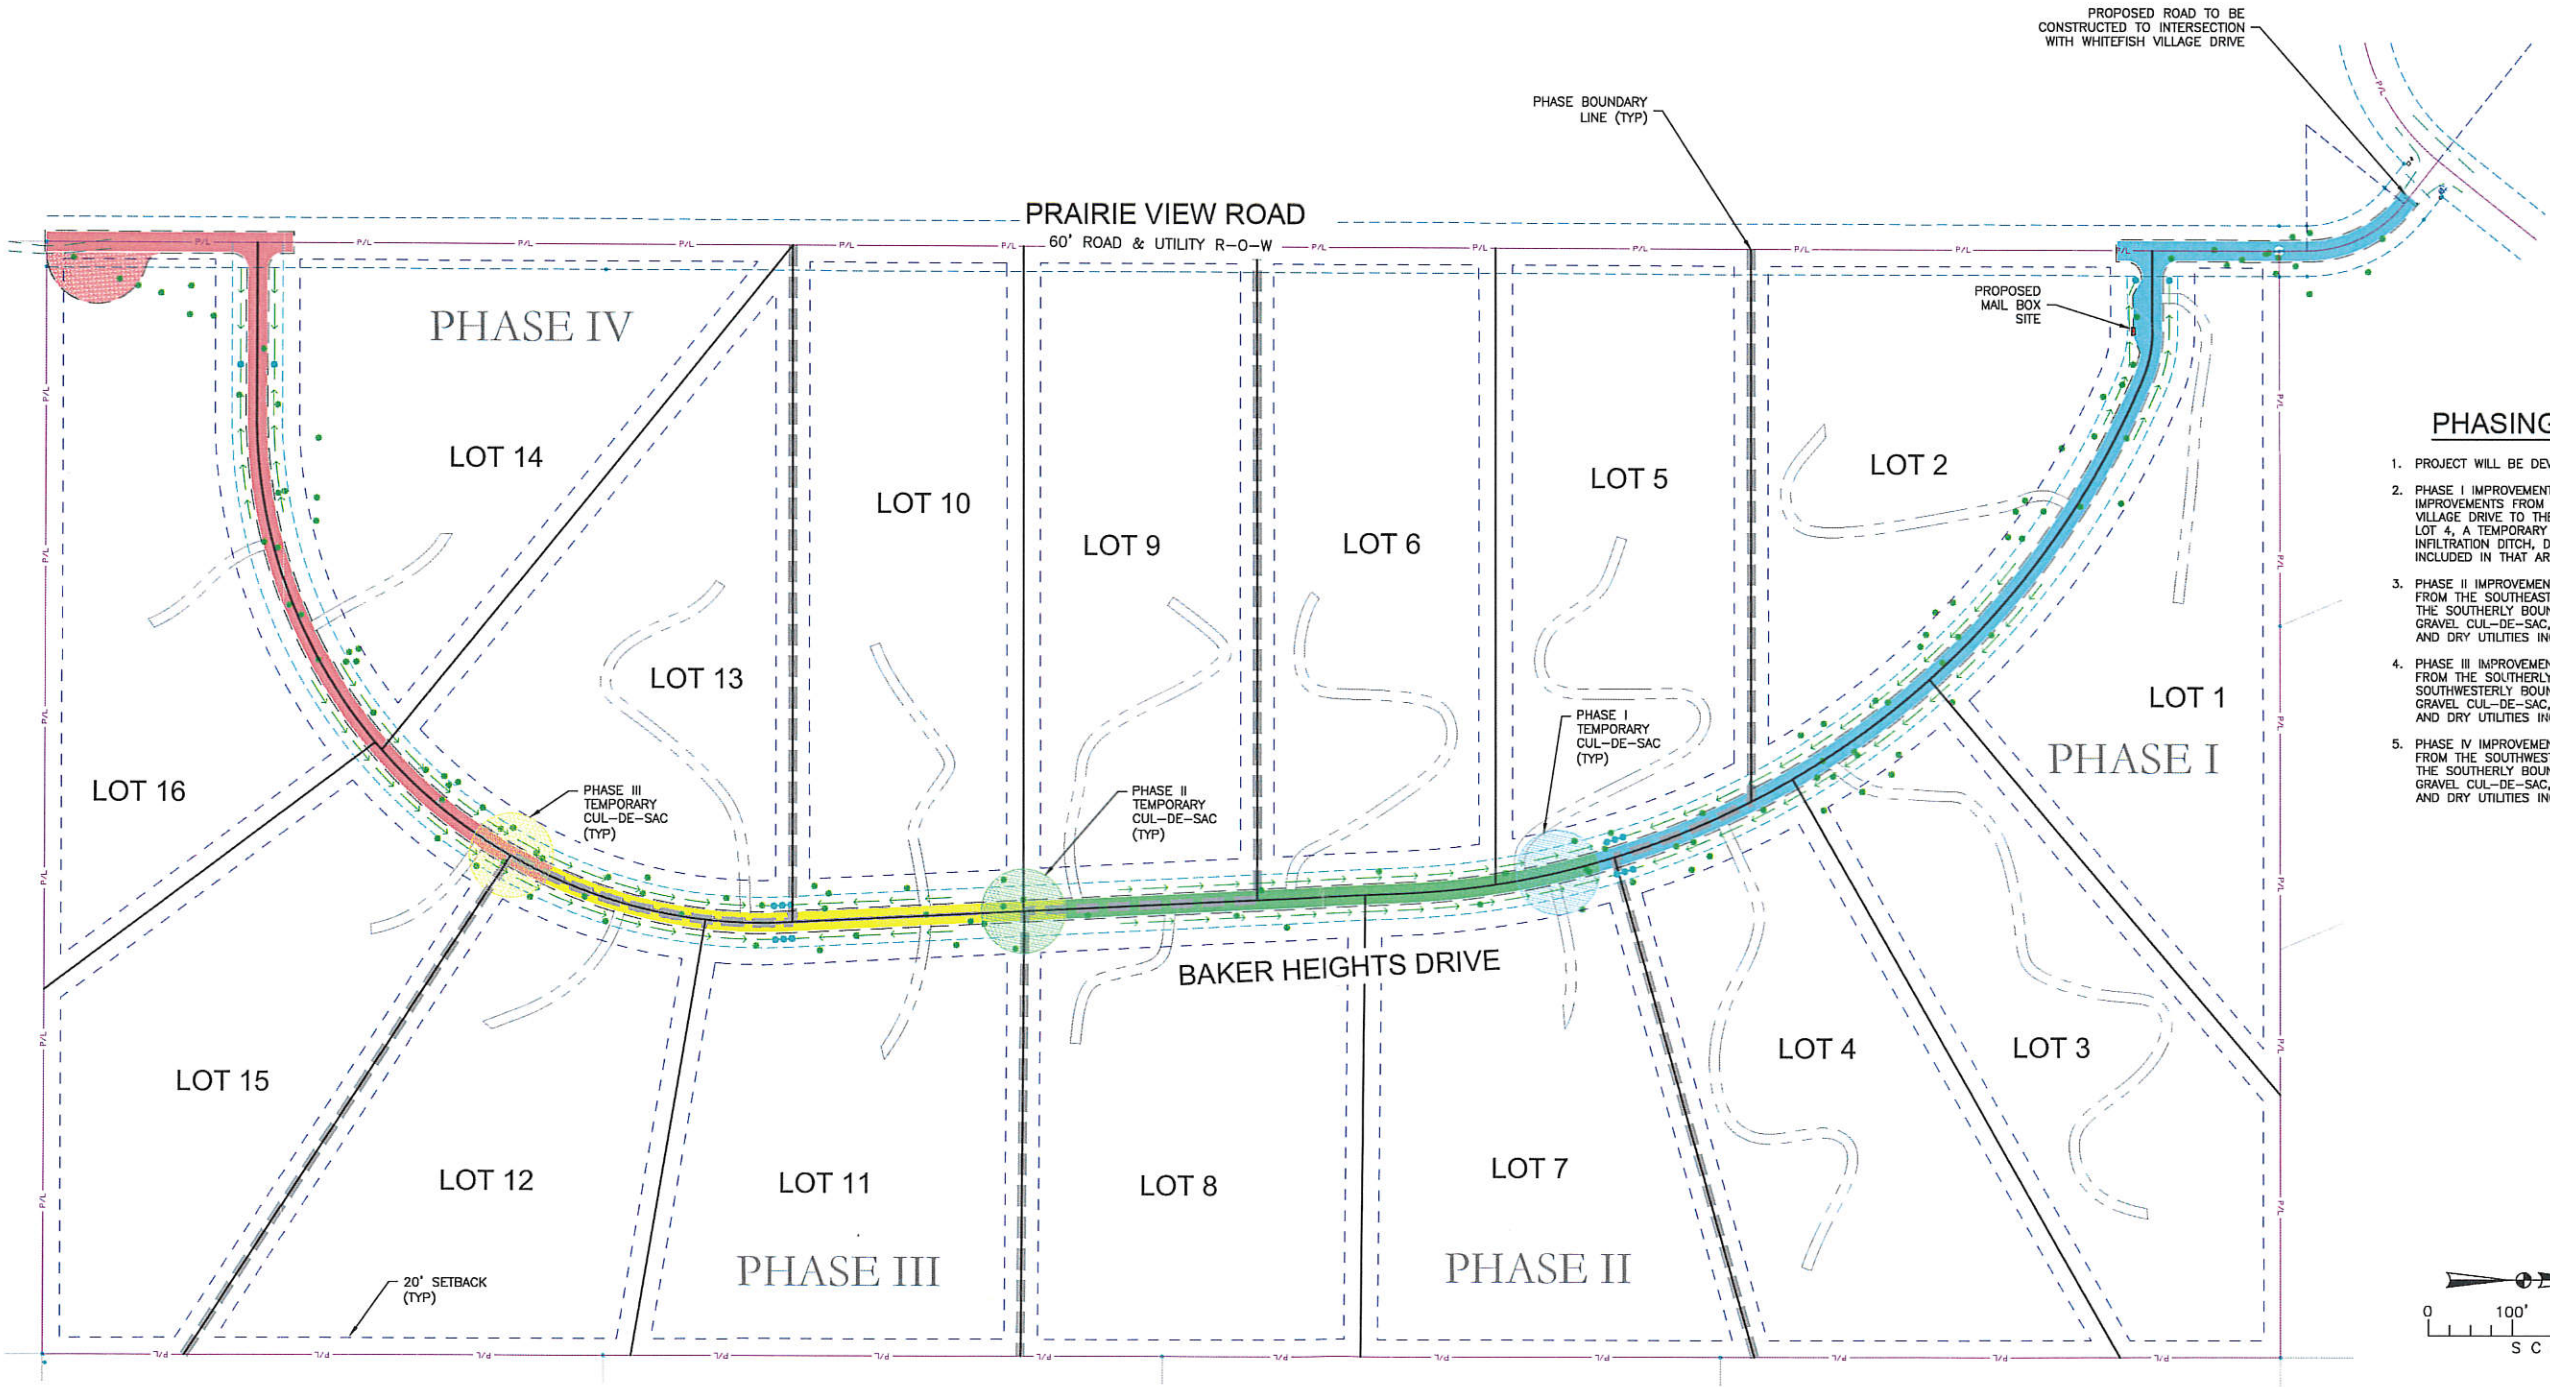 PROPOSED ROAD TO BE
CONSTRUCTED TO INTERSECTION
WITH WHITEFISH VILLAGE DRIVE
PHASE BOUNDARY
LINE (TYP)
PRAIRIE VIEW ROAD
60' ROAD & UTILITY R-O-W
PROPOSED
MAIL BOX
SITE
PHASE IV
LOT 14
LOT 10
LOT 9
LOT 6
LOT 5
LOT 2
LOT 13
LOT 1
PHASE I
LOT 16
PHASE III
TEMPORARY
CUL-DE-SAC
(TYP)
PHASE II
TEMPORARY
CUL-DE-SAC
(TYP)
PHASE I
TEMPORARY
CUL-DE-SAC
(TYP)
BAKER HEIGHTS DRIVE
LOT 15
LOT 12
LOT 11
LOT 8
LOT 7
LOT 4
LOT 3
PHASE III
PHASE II
20' SETBACK
(TYP)
PHASING
1. PROJECT WILL BE DEV
2. PHASE I IMPROVEMENT
IMPROVEMENTS FROM
VILLAGE DRIVE TO THE
LOT 4, A TEMPORARY
INFILTRATION DITCH, D
INCLUDED IN THAT AR
3. PHASE II IMPROVEMEN
FROM THE SOUTHEAST
THE SOUTHERLY BOUN
GRAVEL CUL-DE-SAC,
AND DRY UTILITIES IN
4. PHASE III IMPROVEMEN
FROM THE SOUTHERLY
SOUTHWESTERLY BOUN
GRAVEL CUL-DE-SAC,
AND DRY UTILITIES IN
5. PHASE IV IMPROVEMEN
FROM THE SOUTHWEST
THE SOUTHERLY BOUN
GRAVEL CUL-DE-SAC,
AND DRY UTILITIES IN
0 100'
S C
P/L
P/L
P/L
P/L
P/L
P/L
P/L
P/L
P/L
P/L
P/L
P/L
P/L
P/L